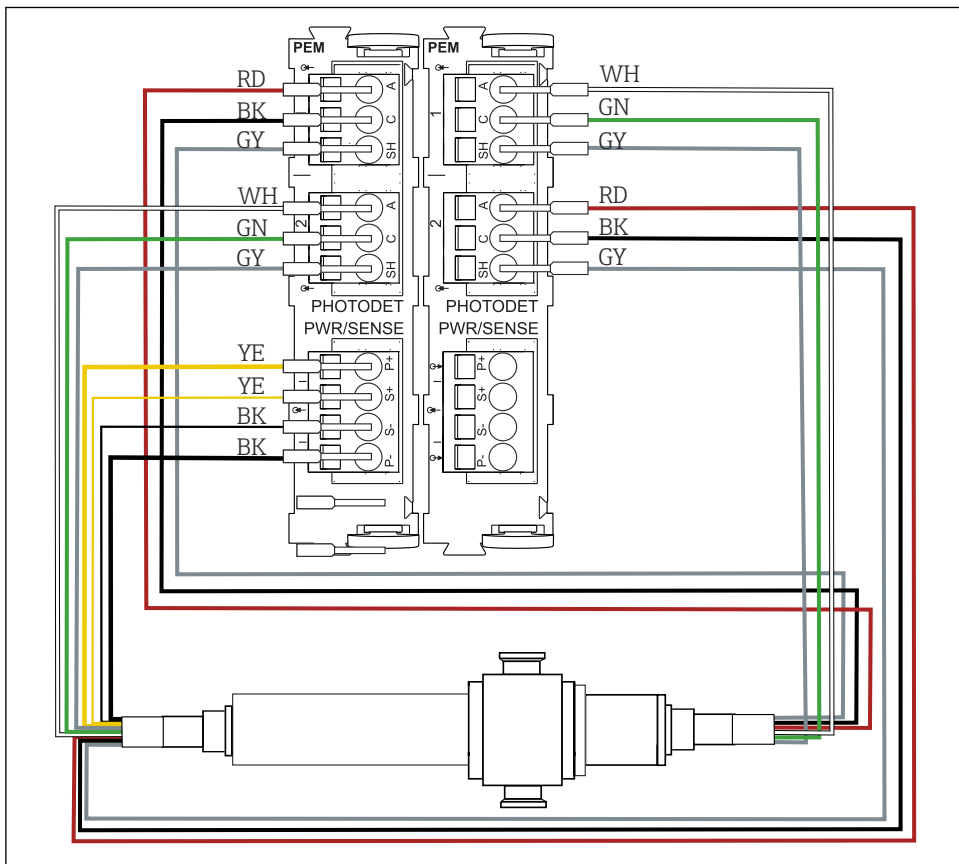 PEM PEM
RD A A WH
BK 1 C 1 C GN
GY SH SH GY
WH A A RD
GN 2 C 2 C BK
GY SH SH GY
PHOTODET PHOTODET
PWR/SENSE PWR/SENSE
YE P+ P+
YE S+ S+
BK S- S-
BK P- P-